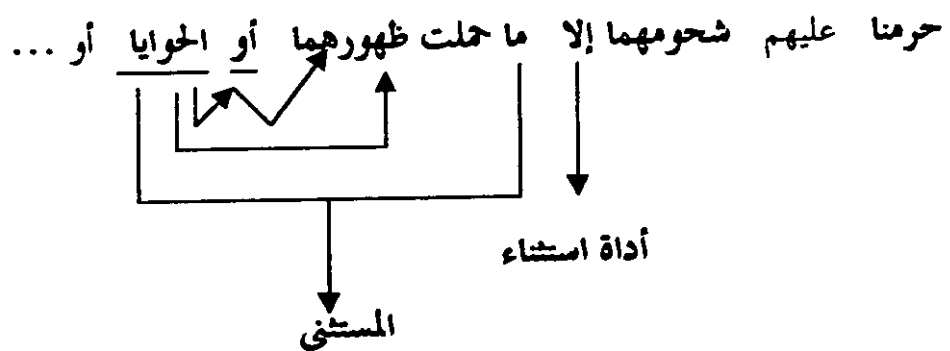 حرمنا عليهم شحومهما إلا ما حملت ظهورهما أو الحوايا أو ...
أداة استثناء
المستثنى